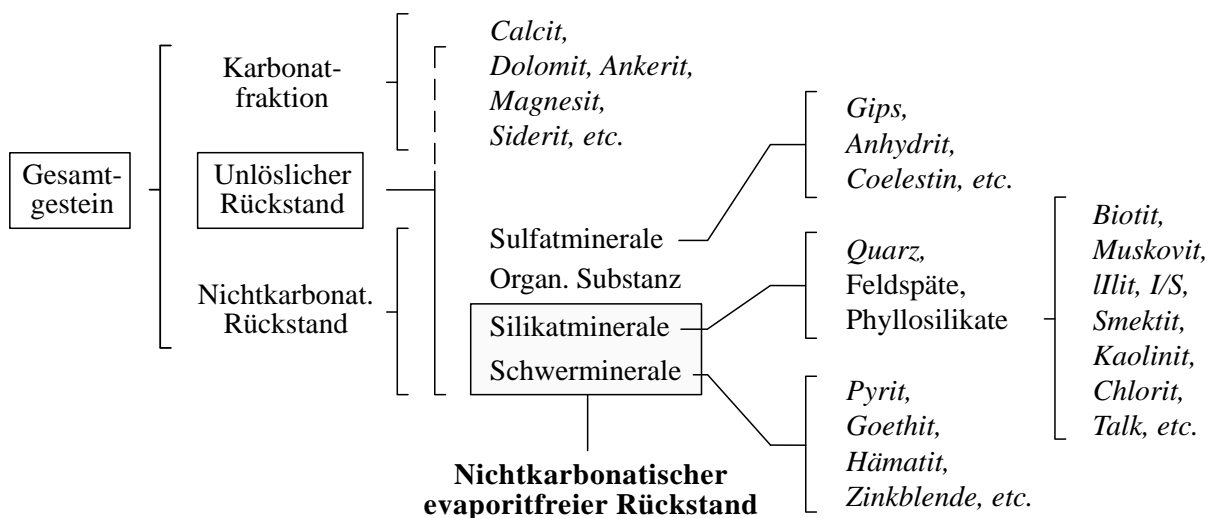 Gesamt-
gestein
Karbonat-
fraktion
Unlöslicher
Rückstand
Nichtkarbonat.
Rückstand
Calcit,
Dolomit, Ankerit,
Magnesit,
Siderit, etc.
Sulfatminerale
Organ. Substanz
Silikatminerale
Schwerminerale
Nichtkarbonatischer
evaporitfreier Rückstand
Gips,
Anhydrit,
Coelestin, etc.
Quarz,
Feldspäte,
Phyllosilikate
Pyrit,
Goethit,
Hämatit,
Zinkblende, etc.
Biotit,
Muskovit,
lIlit, I/S,
Smektit,
Kaolinit,
Chlorit,
Talk, etc.